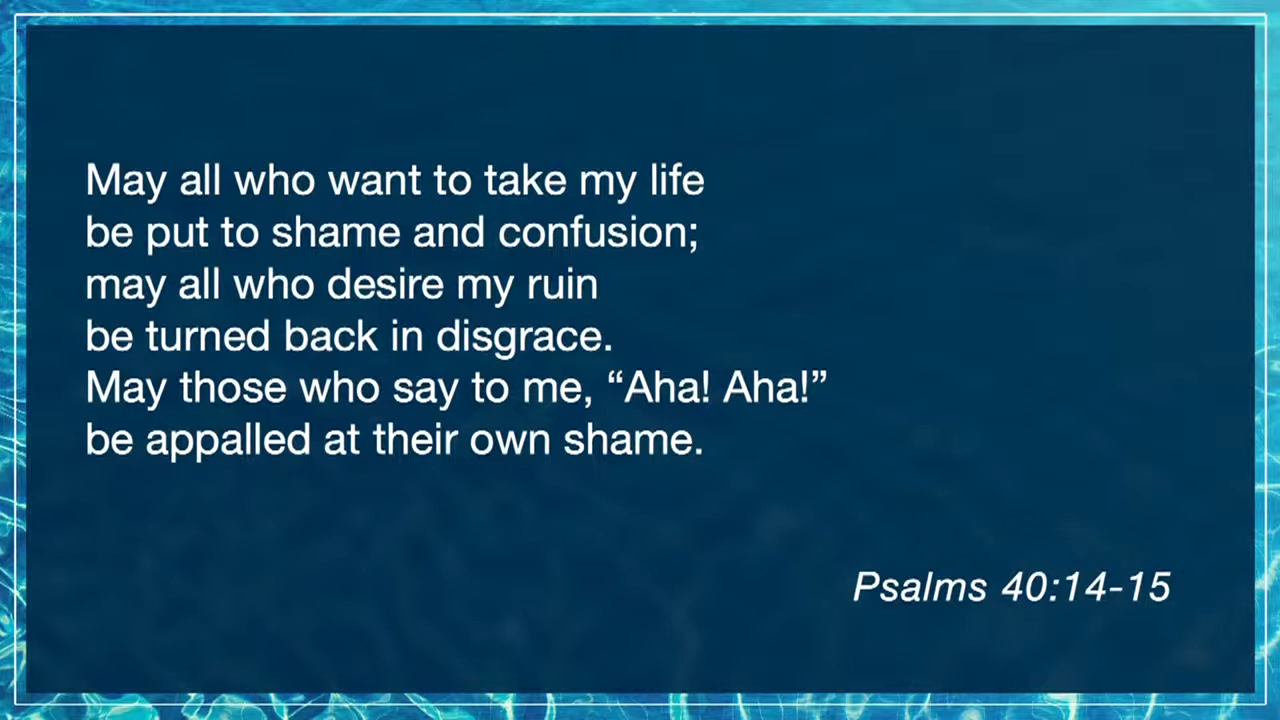 May all who want to take my life
be put to shame and confusion;
may all who desire my ruin
be turned back in disgrace.
May those who say to me, “Aha! Aha!”
be appalled at their own shame.
Psalms 40:14-15